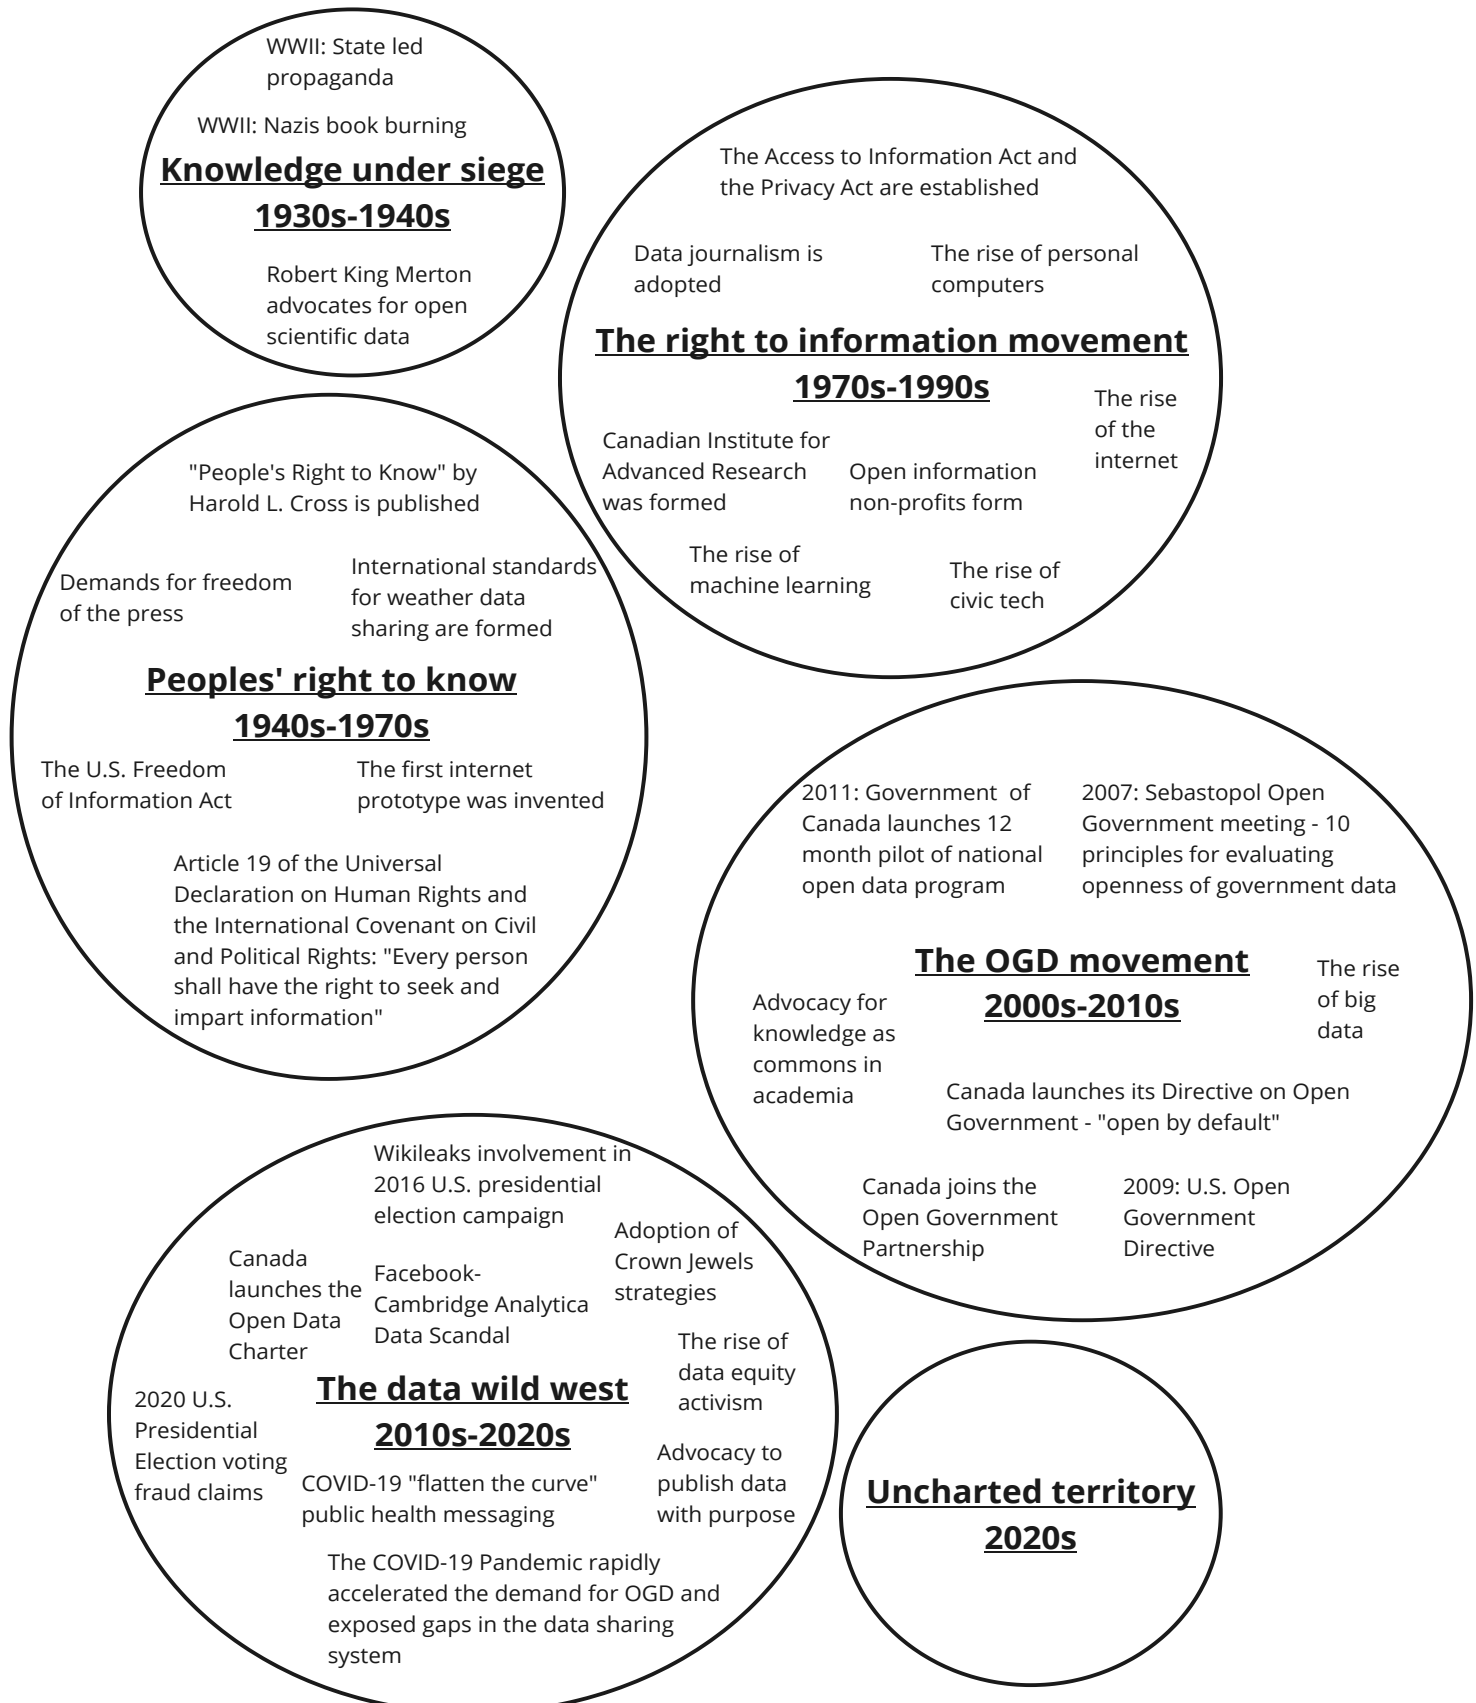 WWII: State led
propaganda
WWII: Nazis book burning
Knowledge under siege
1930s-1940s
Robert King Merton
advocates for open
scientific data
The Access to Information Act and
the Privacy Act are established
Data journalism is
adopted
The rise of personal
computers
The right to information movement
1970s-1990s
The rise
of the
internet
Canadian Institute for
Advanced Research
was formed
Open information
non-profits form
The rise of
machine learning
The rise of
civic tech
"People's Right to Know" by
Harold L. Cross is published
Demands for freedom
of the press
International standards
for weather data
sharing are formed
Peoples' right to know
1940s-1970s
The U.S. Freedom
of Information Act
The first internet
prototype was invented
Article 19 of the Universal
Declaration on Human Rights and
the International Covenant on Civil
and Political Rights: "Every person
shall have the right to seek and
impart information"
2011: Government of
Canada launches 12
month pilot of national
open data program
2007: Sebastopol Open
Government meeting - 10
principles for evaluating
openness of government data
The OGD movement
2000s-2010s
The rise
of big
data
Advocacy for
knowledge as
commons in
academia
Canada launches its Directive on Open
Government - "open by default"
Canada joins the
Open Government
Partnership
2009: U.S. Open
Government
Directive
Wikileaks involvement in
2016 U.S. presidential
election campaign
Adoption of
Crown Jewels
strategies
Canada
launches the
Open Data
Charter
Facebook-
Cambridge Analytica
Data Scandal
The rise of
data equity
activism
The data wild west
2010s-2020s
2020 U.S.
Presidential
Election voting
fraud claims
COVID-19 "flatten the curve"
public health messaging
Advocacy to
publish data
with purpose
The COVID-19 Pandemic rapidly
accelerated the demand for OGD and
exposed gaps in the data sharing
system
Uncharted territory
2020s